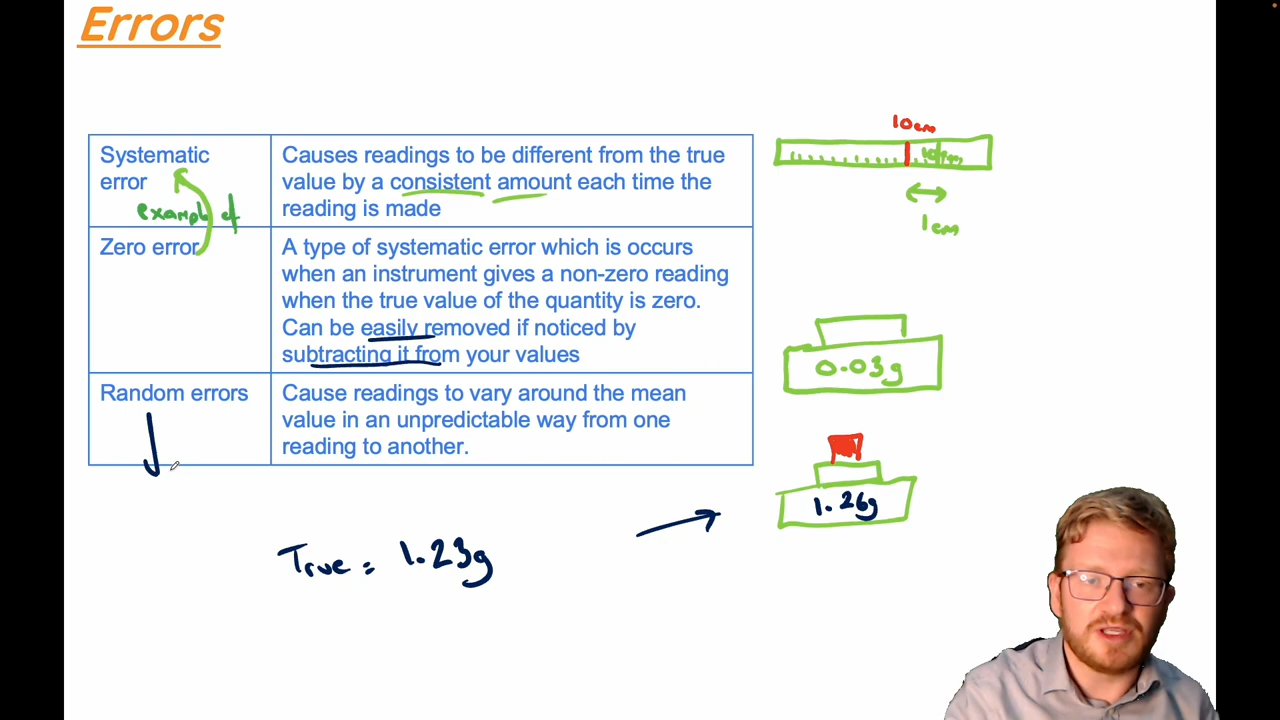 Errors
Systematic
error
Causes readings to be different from the true
value by a consistent amount each time the
reading is made
example of
Zero error
A type of systematic error which is occurs
when an instrument gives a non-zero reading
when the true value of the quantity is zero.
Can be easily removed if noticed by
subtracting it from your values
Random errors
Cause readings to vary around the mean
value in an unpredictable way from one
reading to another.
10cm
1cm
0.03g
1.26g
True = 1.23g